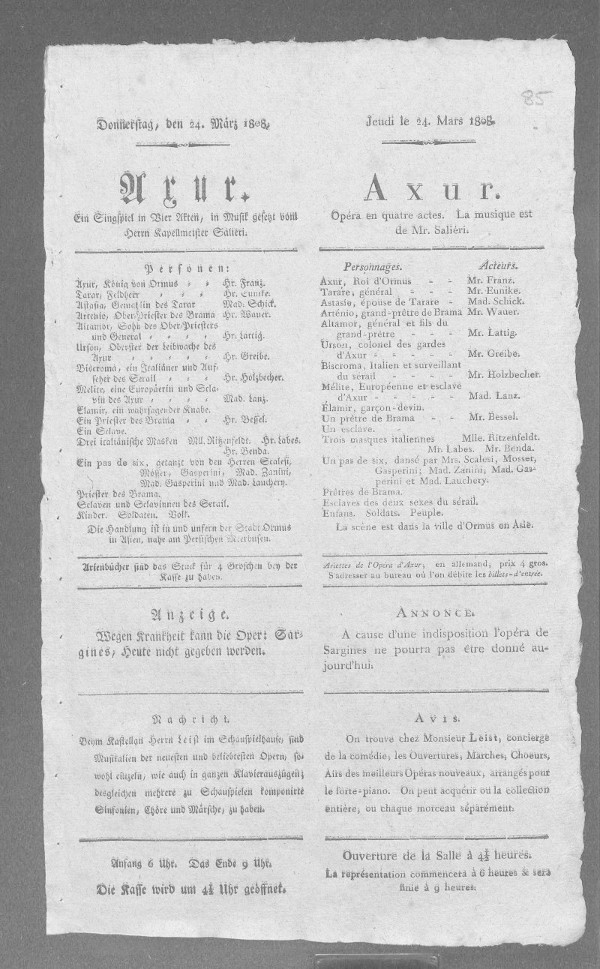 85
Donnerstag, den 24. März 1808.
Axur.
Ein Singspiel in Vier Akten, in Musik gesetzt vom
Herrn Kapellmeister Salieri.
Personen:
Axur, König von Ormus Hr. Franz.
Tarar, Feldherr Hr. Eunike.
Astasia, Gemahlin des Tarar Mad. Schick.
Artenio, Ober-Priester des Brama Hr. Wauer.
Altamor, Sohn des Ober-Priesters
und General Hr. Lattig.
Urson, Oberster der Leibwache des
Axur Hr. Greibe.
Biscroma, ein Italiäner und Auf-
seher des Serail Hr. Holzbecher.
Melite, eine Europäerin und Scla-
vin des Axur Mad. Lanz.
Elamir, ein wahrsagender Knabe.
Ein Priester des Brama Hr. Bessel.
Ein Sclave.
Drei italiänische Masken Mll. Ritzenfeldt. Hr. Labes.
Hr. Benda.
Ein pas de six, getanzt von den Herren Scalesi,
Mosser, Gasperini; Mad. Zanini,
Mad. Gasperini und Mad. Lauchery.
Priester des Brama.
Sclaven und Sclavinnen des Serail.
Kinder. Soldaten. Volk.
Die Handlung ist in und unfern der Stadt Ormus
in Asien, nahe am Persischen Meerbusen.
Arienbücher sind das Stück für 4 Groschen bey der
Kasse zu haben.
Anzeige.
Wegen Krankheit kann die Oper: Sar-
gines, Heute nicht gegeben werden.
Nachricht.
Beym Kastellan Herrn Leist im Schauspielhause, sind
Musikalien der neuesten und beliebtesten Opern, so-
wohl einzeln, wie auch in ganzen Klavierauszügen;
desgleichen mehrere zu Schauspielen komponirte
Sinfonien, Chöre und Märsche, zu haben.
Anfang 6 Uhr. Das Ende 9 Uhr.
Die Kasse wird um 4½ Uhr geöffnet.
Jeudi le 24. Mars 1808.
Axur.
Opéra en quatre actes. La musique est
de Mr. Saliéri.
Personnages. Acteurs.
Axur, Roi d'Ormus - - Mr. Franz.
Tarare, général - - Mr. Eunike.
Astasie, épouse de Tarare - Mad. Schick.
Arténio, grand-prêtre de Brama Mr. Wauer.
Altamor, général et fils du
grand-prêtre - - - Mr. Lattig.
Urson, colonel des gardes
d'Axur - - - - Mr. Greibe.
Biscroma, Italien et surveillant
du sérail - - - - Mr. Holzbecher.
Mélite, Européenne et esclave
d'Axur - - - - Mad. Lanz.
Élamir, garçon-devin.
Un prêtre de Brama - - Mr. Bessel.
Un esclave. -
Trois masques italiennes Mlle. Ritzenfeldt.
Mr. Labes. Mr. Benda.
Un pas de six, dansé par Mrs. Scalesi, Mosser,
Gasperini; Mad. Zanini, Mad. Gas-
perini et Mad. Lauchery.
Prêtres de Brama.
Esclaves des deux sexes du sérail.
Enfans. Soldats. Peuple.
La scène est dans la ville d'Ormus en Asie.
Ariettes de l'Opera d'Axur, en allemand; prix 4 gros.
S'adresser au bureau où l'on débite les billets-d'entrée.
Annonce.
A cause d'une indisposition l'opéra de
Sargines ne pourra pas être donné au-
jourd'hui.
Avis.
On trouve chez Monsieur Leist, concierge
de la comédie, les Ouvertures, Marches, Choeurs,
Airs des meilleurs Opéras nouveaux, arrangés pour
le forte-piano. On peut acquérir ou la collection
entière, ou chaque morceau séparément.
Ouverture de la Salle à 4½ heures.
La représentation commencera à 6 heures & sera
finie à 9 heures.